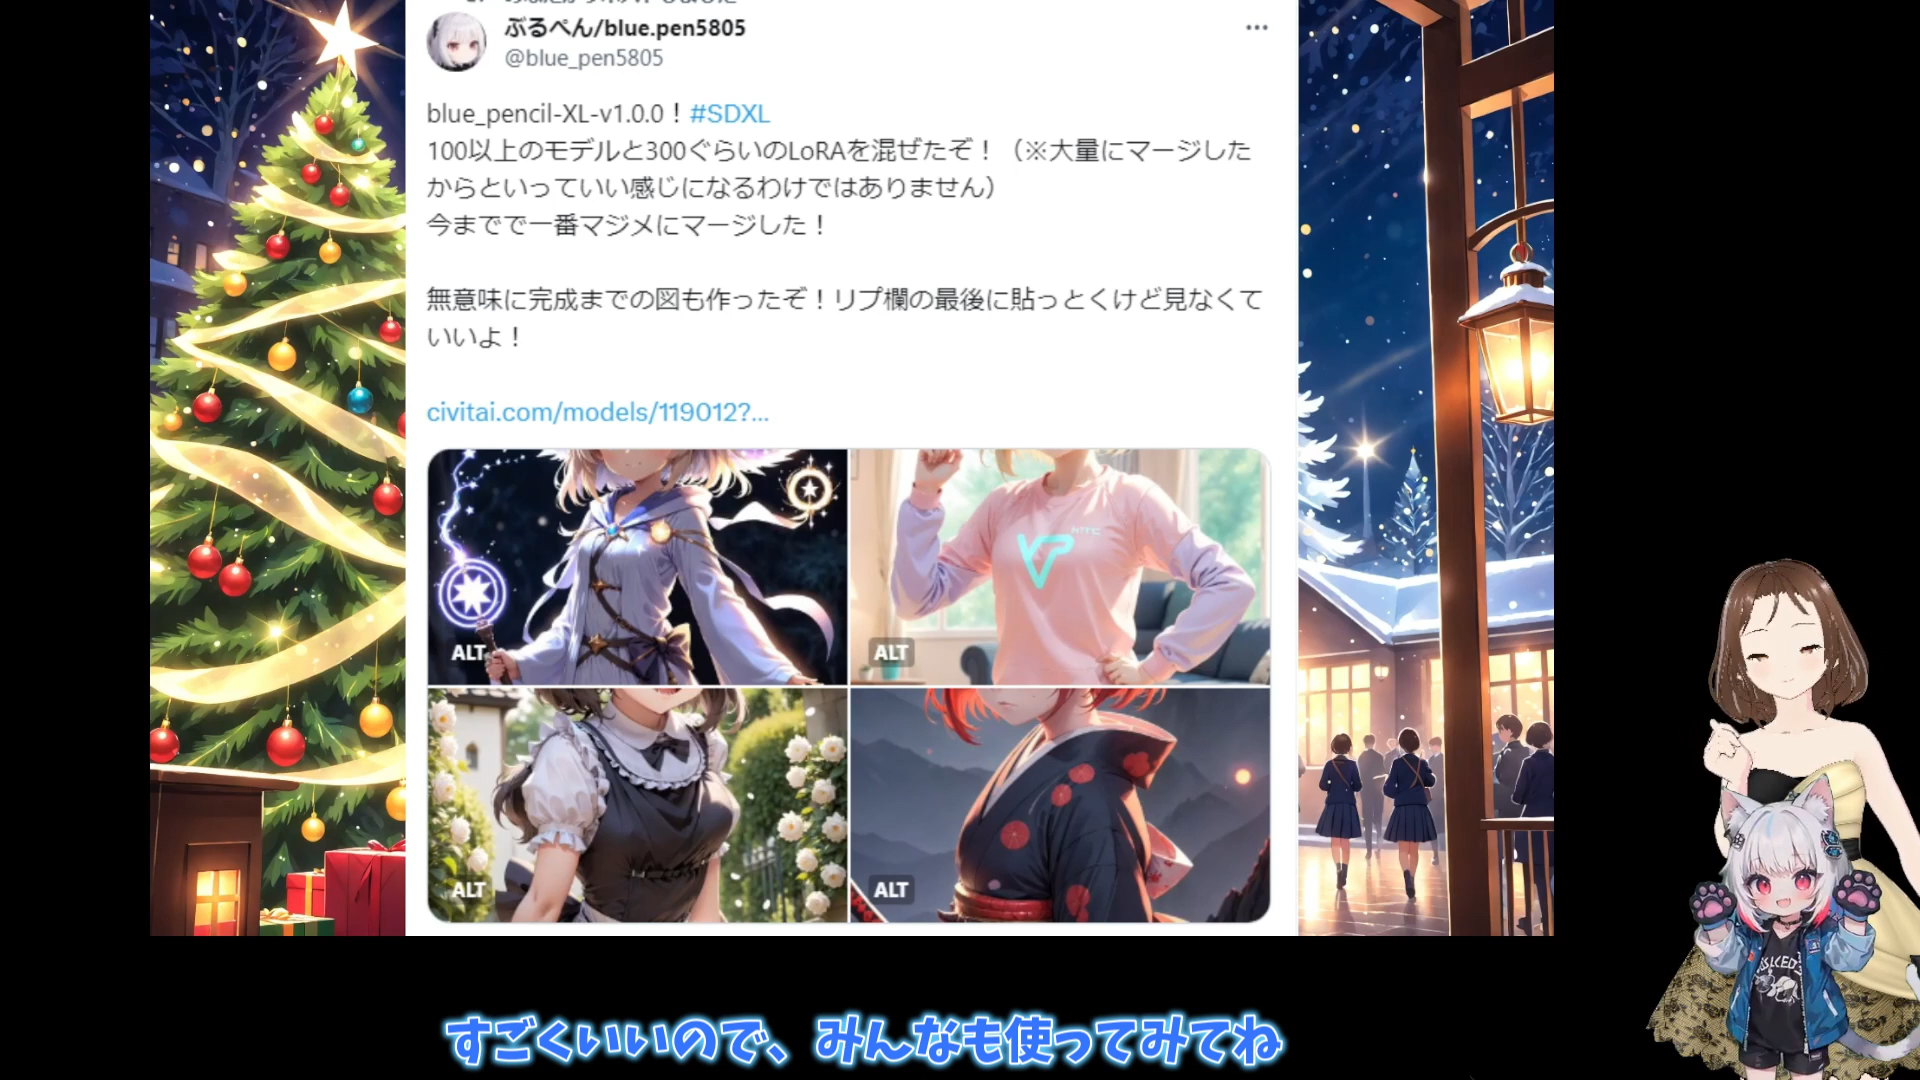 ぶるぺん/blue.pen5805
@blue_pen5805
blue_pencil-XL-v1.0.0！#SDXL
100以上のモデルと300ぐらいのLoRAを混ぜたぞ！（※大量にマージした
からといっていい感じになるわけではありません）
今までで一番マジメにマージした！
無意味に完成までの図も作ったぞ！リプ欄の最後に貼っとくけど見なくて
いいよ！
civitai.com/models/119012?...
ALT
ALT
ALT
ALT
すごくいいので、みんなも使ってみてね